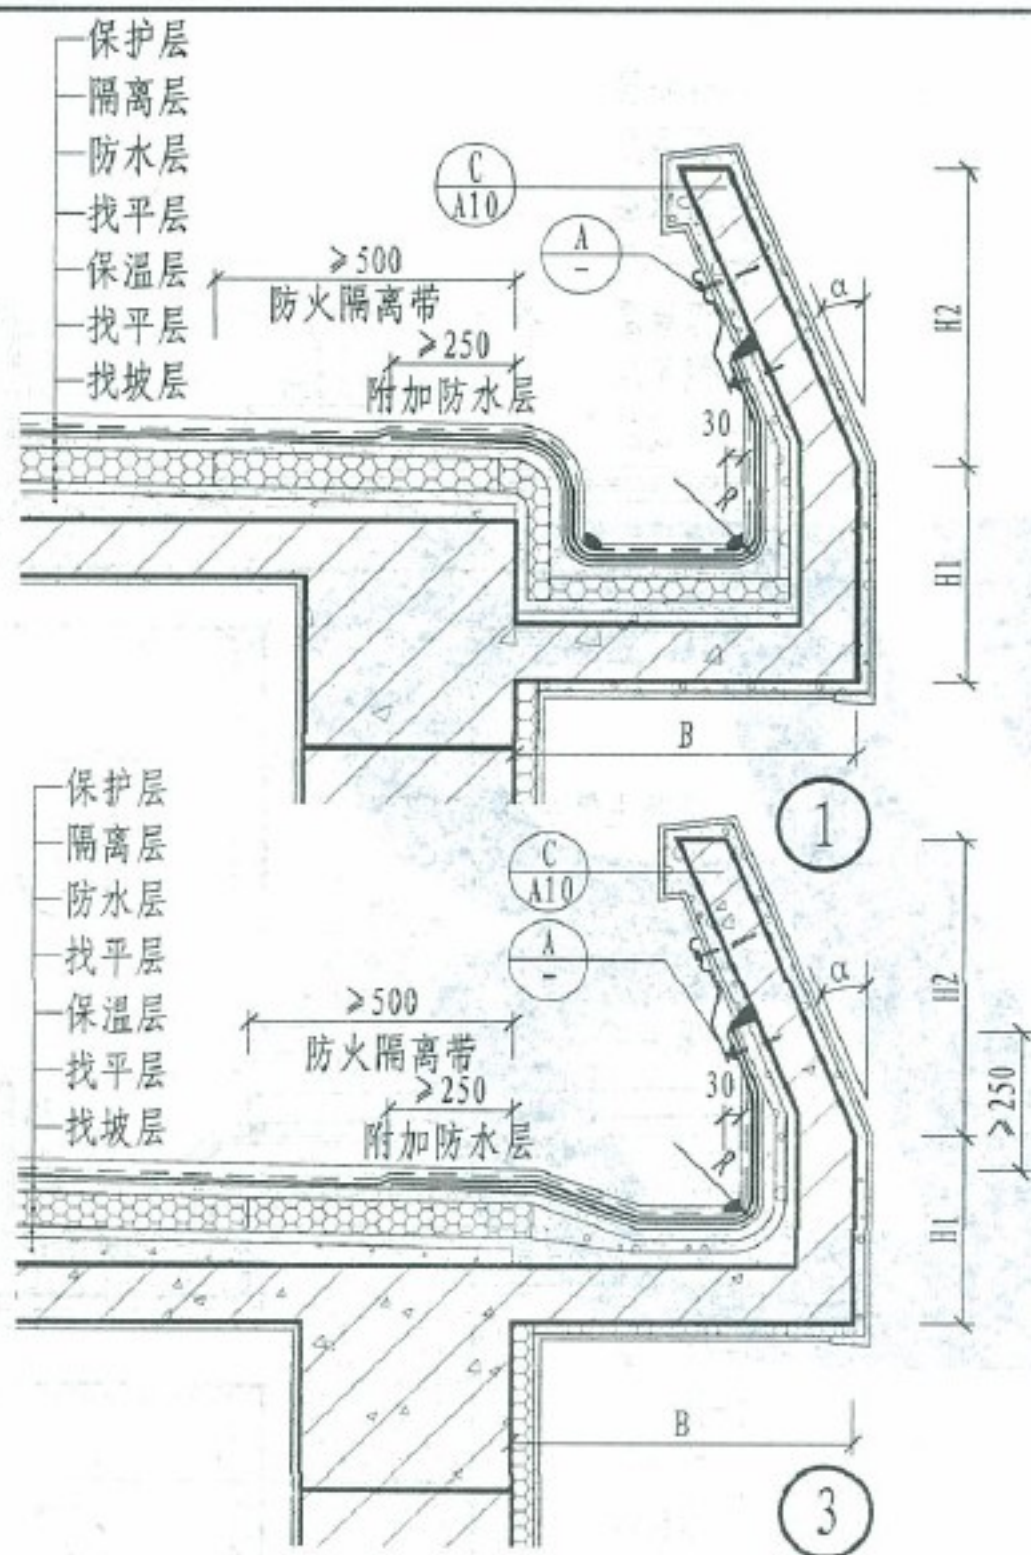 保护层
隔离层
防水层
找平层
保温层
找平层
找坡层
C
A10
A
-
≥500
防火隔离带
≥250
附加防水层
30
R
α
H2
H1
B
1
保护层
隔离层
防水层
找平层
保温层
找平层
找坡层
C
A10
A
-
≥500
防火隔离带
≥250
附加防水层
30
R
α
H2
≥250
H1
B
3